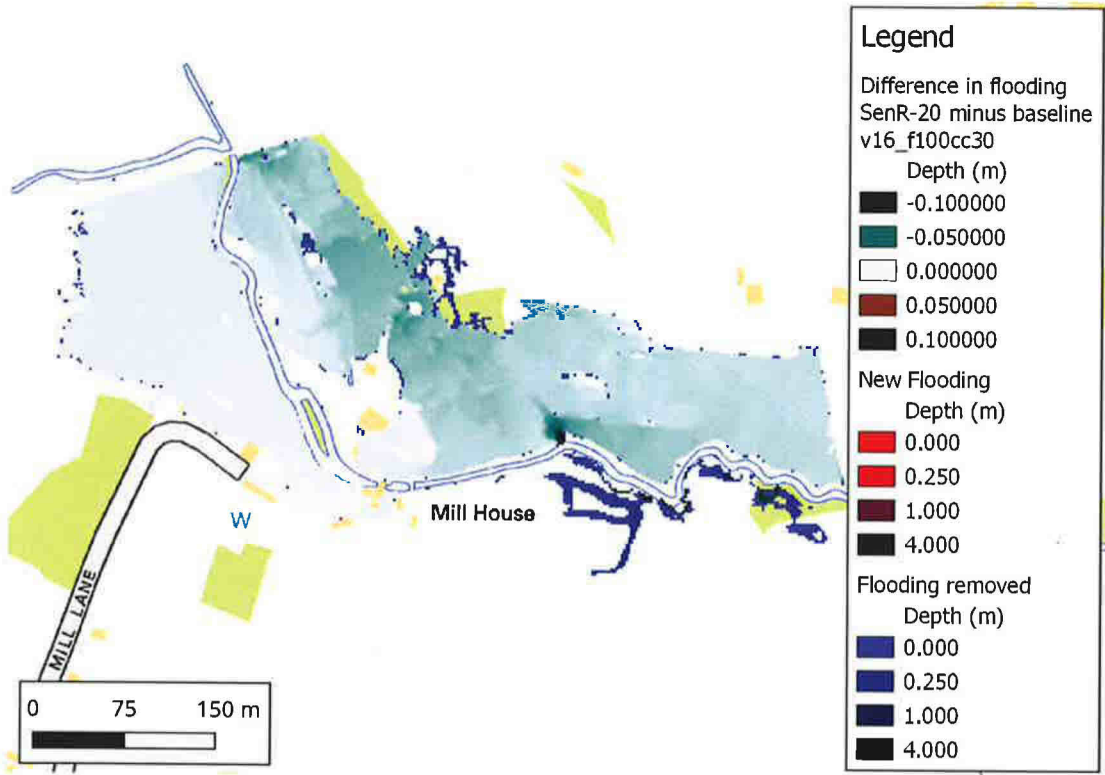 Legend
Difference in flooding
SenR-20 minus baseline
v16_f100cc30
Depth (m)
-0.100000
-0.050000
0.000000
0.050000
0.100000
New Flooding
Depth (m)
0.000
0.250
1.000
4.000
Flooding removed
Depth (m)
0.000
0.250
1.000
4.000
Mill House
W
MILL LANE
0 75 150 m